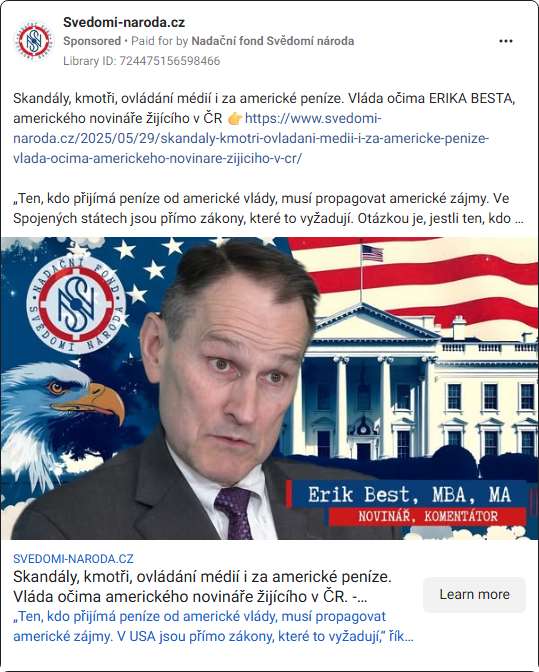 Svedomi-naroda.cz
Sponsored • Paid for by Nadační fond Svědomí národa
Library ID: 724475156598466
Skandály, kmotři, ovládání médií i za americké peníze. Vláda očima ERIKA BESTA,
amerického novináře žijícího v ČR 👉 https://www.svedomi-
naroda.cz/2025/05/29/skandaly-kmotri-ovladani-medii-i-za-americke-penize-
vlada-ocima-americkeho-novinare-zijiciho-v-cr/
„Ten, kdo přijímá peníze od americké vlády, musí propagovat americké zájmy. Ve
Spojených státech jsou přímo zákony, které to vyžadují. Otázkou je, jestli ten, kdo ...
NADAČNÍ FOND
SVĚDOMÍ NÁRODA
Erik Best, MBA, MA
NOVINÁŘ, KOMENTÁTOR
SVEDOMI-NARODA.CZ
Skandály, kmotři, ovládání médií i za americké peníze.
Vláda očima amerického novináře žijícího v ČR. -...
Learn more
„Ten, kdo přijímá peníze od americké vlády, musí propagovat
americké zájmy. V USA jsou přímo zákony, které to vyžadují,“ řík...